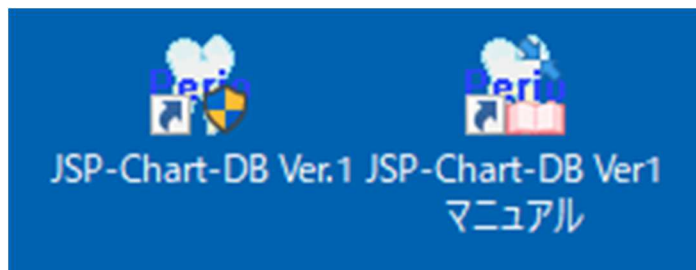 Perio
Perio
JSP-Chart-DB Ver.1
JSP-Chart-DB Ver1
マニュアル